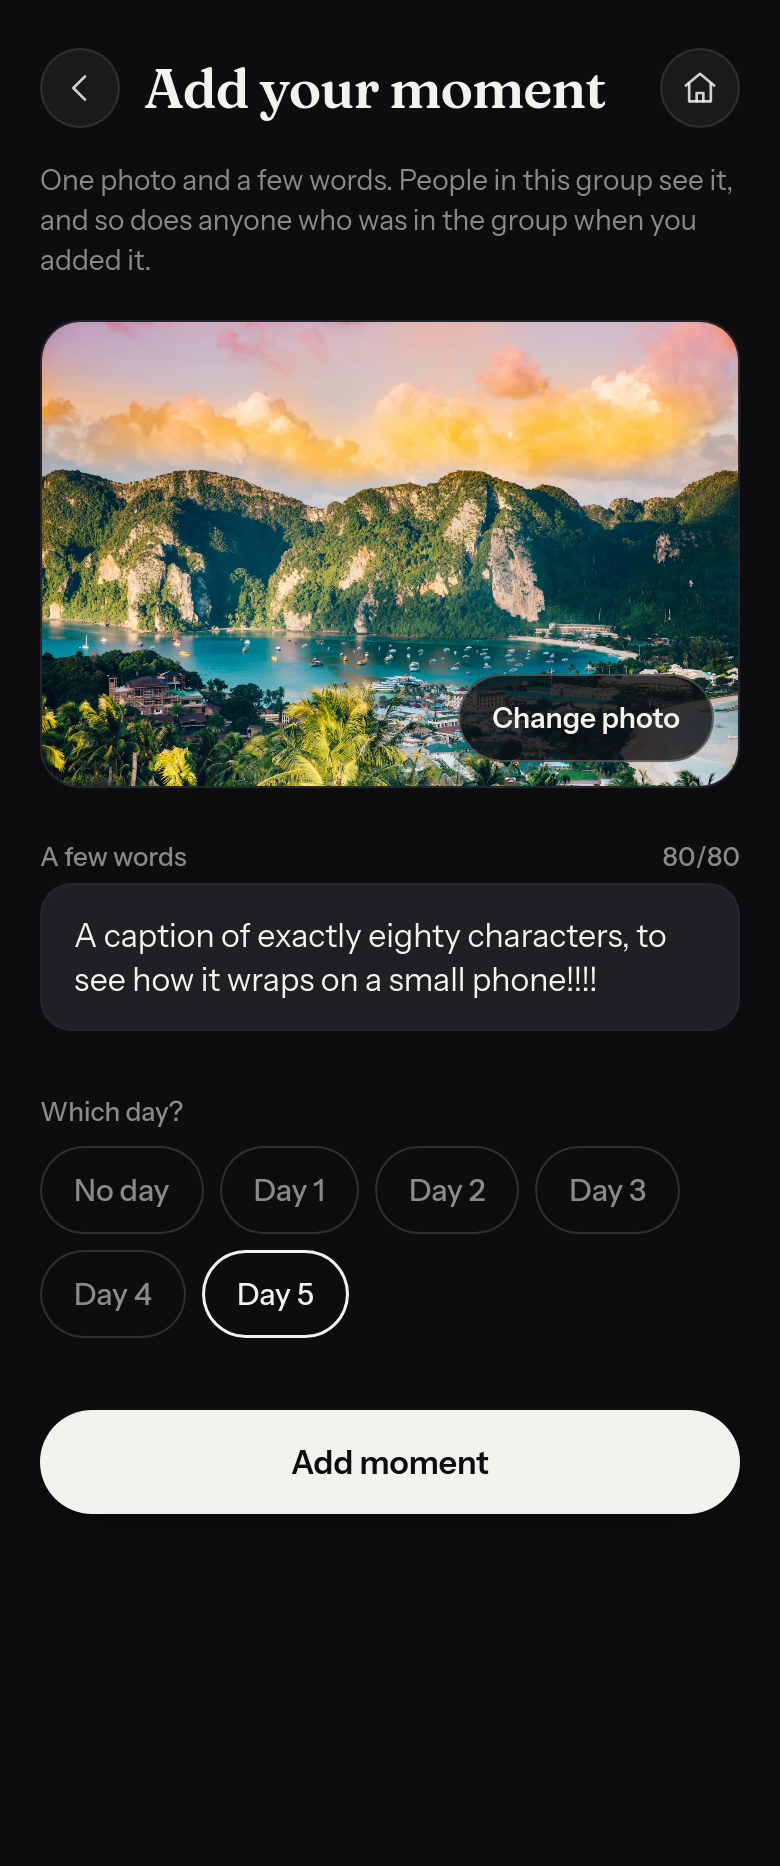 Add your moment
One photo and a few words. People in this group see it,
and so does anyone who was in the group when you
added it.
Change photo
A few words 80/80
A caption of exactly eighty characters, to
see how it wraps on a small phone!!!!
Which day?
No day Day 1 Day 2 Day 3
Day 4 Day 5
Add moment